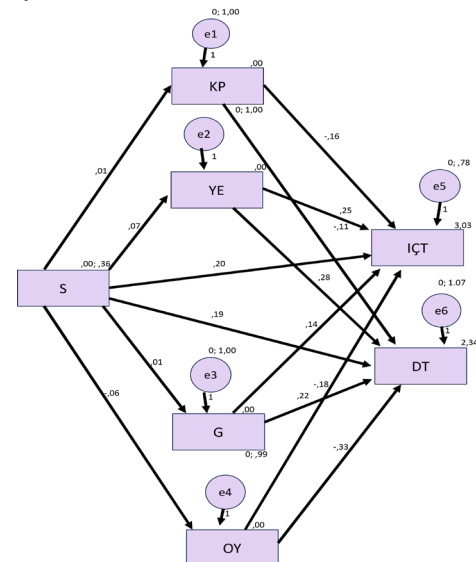 0; 1,00
e1
1
,00
KP
0; 1,00
e2
1
-,16
,01
YE
,00
0; ,78
e5
,07
,25
-,11
1
3,03
IÇT
,00; ,36
,20
S
,28
0; 1.07
e6
,19
1
,14
2,34
0; 1,00
,01
e3
DT
-,18
1
-,06
,22
,00
G
-,33
0; ,99
e4
1
,00
OY